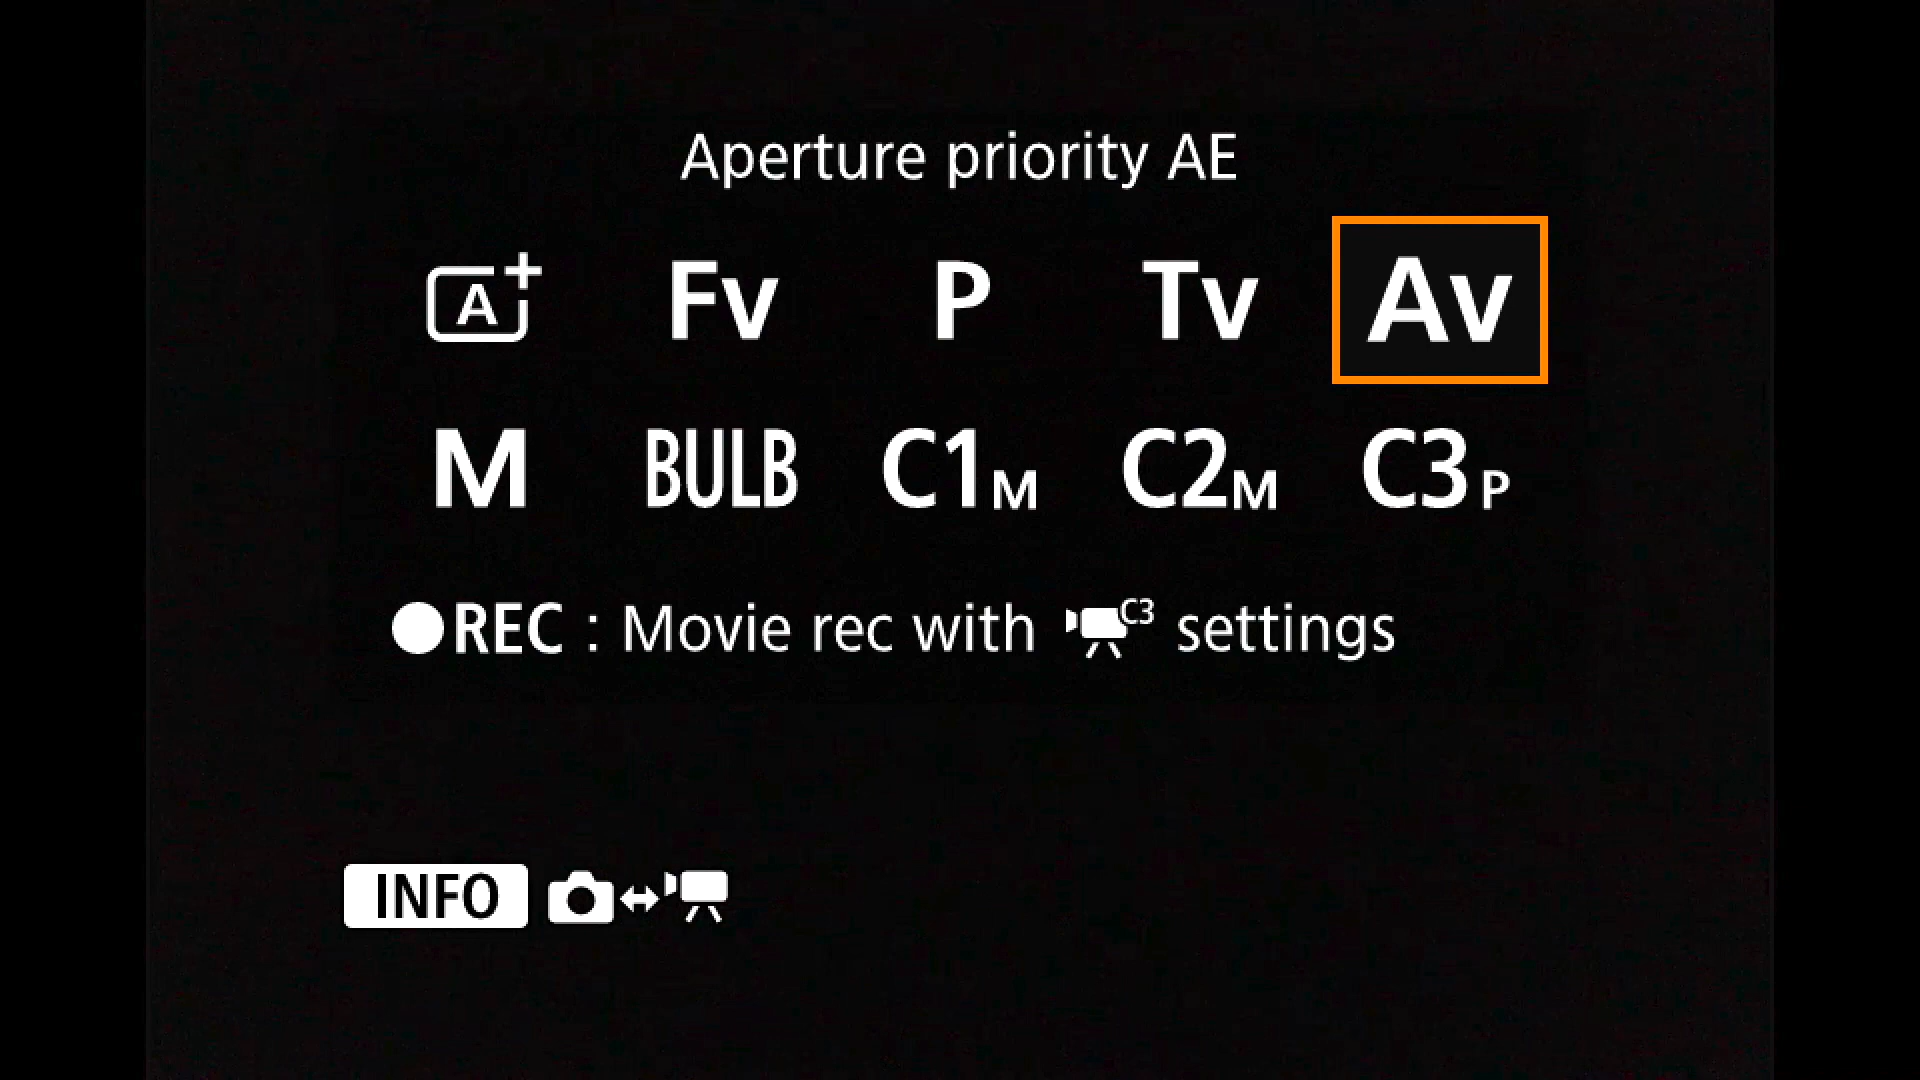 Aperture priority AE
A+ Fv P Tv Av
M BULB C1M C2M C3P
REC : Movie rec with C3 settings
INFO